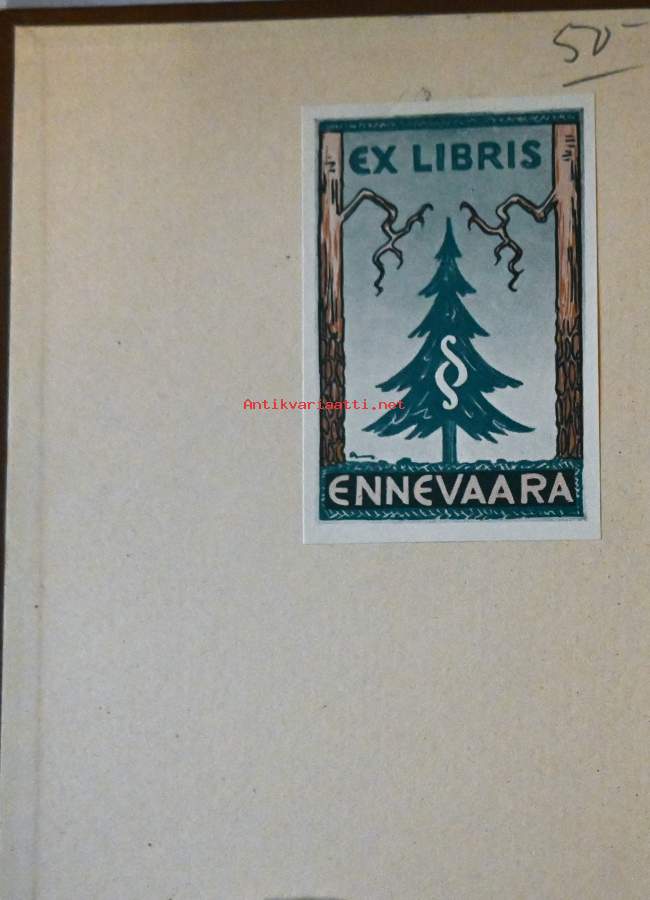 50-
EX LIBRIS
§
Antikvariaatti.net
ENNEVAARA